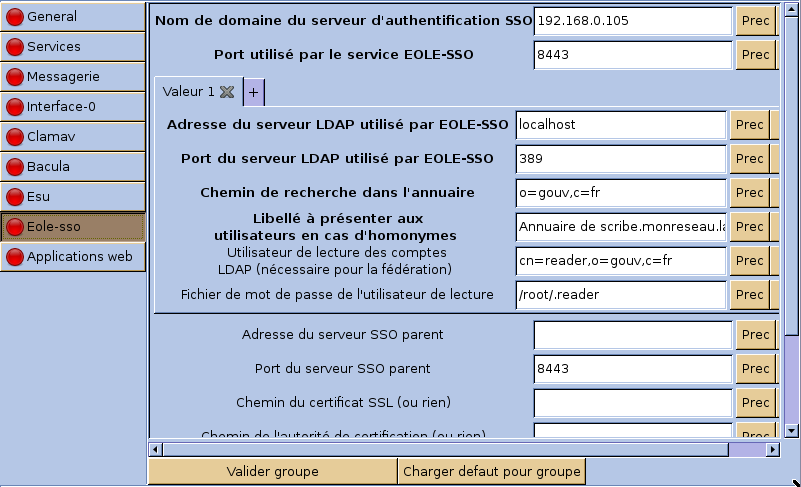 General
Services
Messagerie
Interface-0
Clamav
Bacula
Esu
Eole-sso
Applications web
Nom de domaine du serveur d'authentification SSO 192.168.0.105 Prec
Port utilisé par le service EOLE-SSO 8443 Prec
Valeur 1 +
Adresse du serveur LDAP utilisé par EOLE-SSO localhost Prec
Port du serveur LDAP utilisé par EOLE-SSO 389 Prec
Chemin de recherche dans l'annuaire o=gouv,c=fr Prec
Libellé à présenter aux
utilisateurs en cas d'homonymes Annuaire de scribe.monreseau.la Prec
Utilisateur de lecture des comptes
LDAP (nécessaire pour la fédération) cn=reader,o=gouv,c=fr Prec
Fichier de mot de passe de l'utilisateur de lecture /root/.reader Prec
Adresse du serveur SSO parent Prec
Port du serveur SSO parent 8443 Prec
Chemin du certificat SSL (ou rien) Prec
Chemin de l'autorité de certification (ou rien) Prec
Valider groupe Charger defaut pour groupe